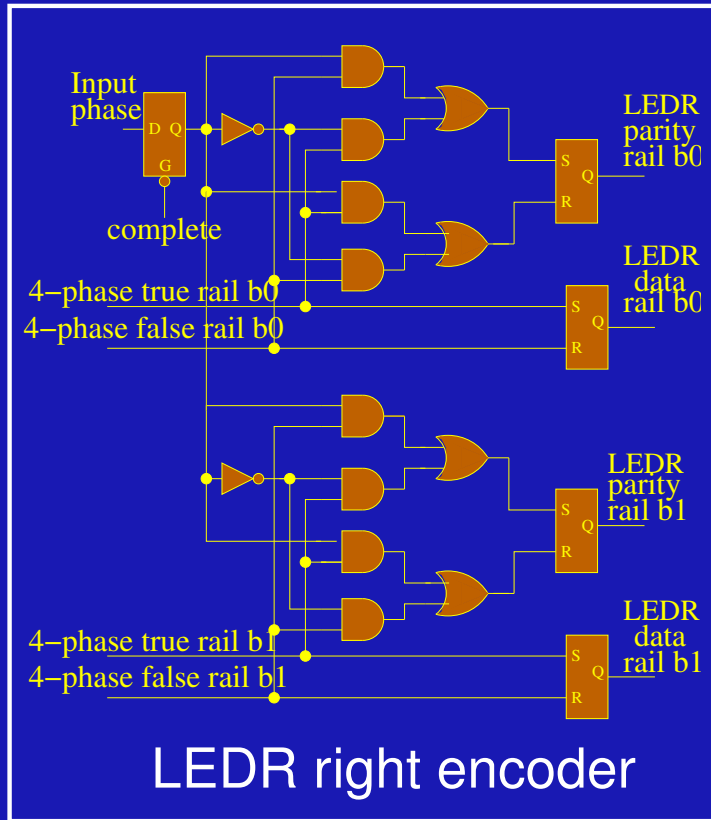 Input
phase
D Q
G
complete
LEDR
parity
rail b0
S
Q
R
4−phase true rail b0
4−phase false rail b0
LEDR
data
rail b0
S
Q
R
LEDR
parity
rail b1
S
Q
R
4−phase true rail b1
4−phase false rail b1
LEDR
data
rail b1
S
Q
R
LEDR right encoder